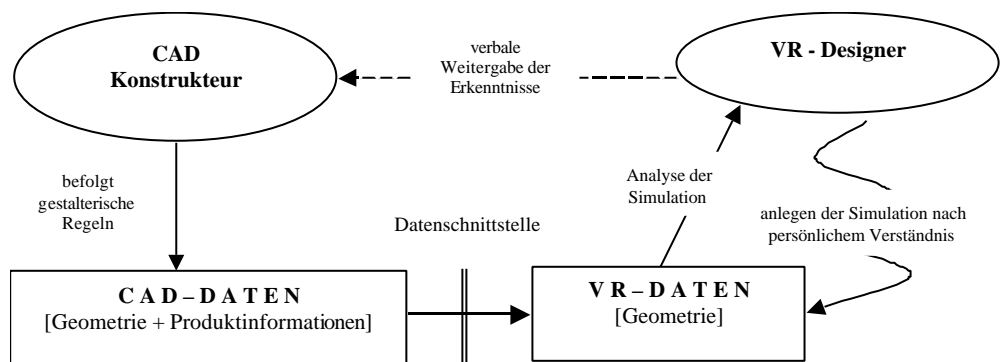 CAD
Konstrukteur
verbale
Weitergabe der
Erkenntnisse
VR - Designer
befolgt
gestalterische
Regeln
Analyse der
Simulation
anlegen der Simulation nach
persönlichem Verständnis
Datenschnittstelle
C A D – D A T E N
[Geometrie + Produktinformationen]
V R – D A T E N
[Geometrie]